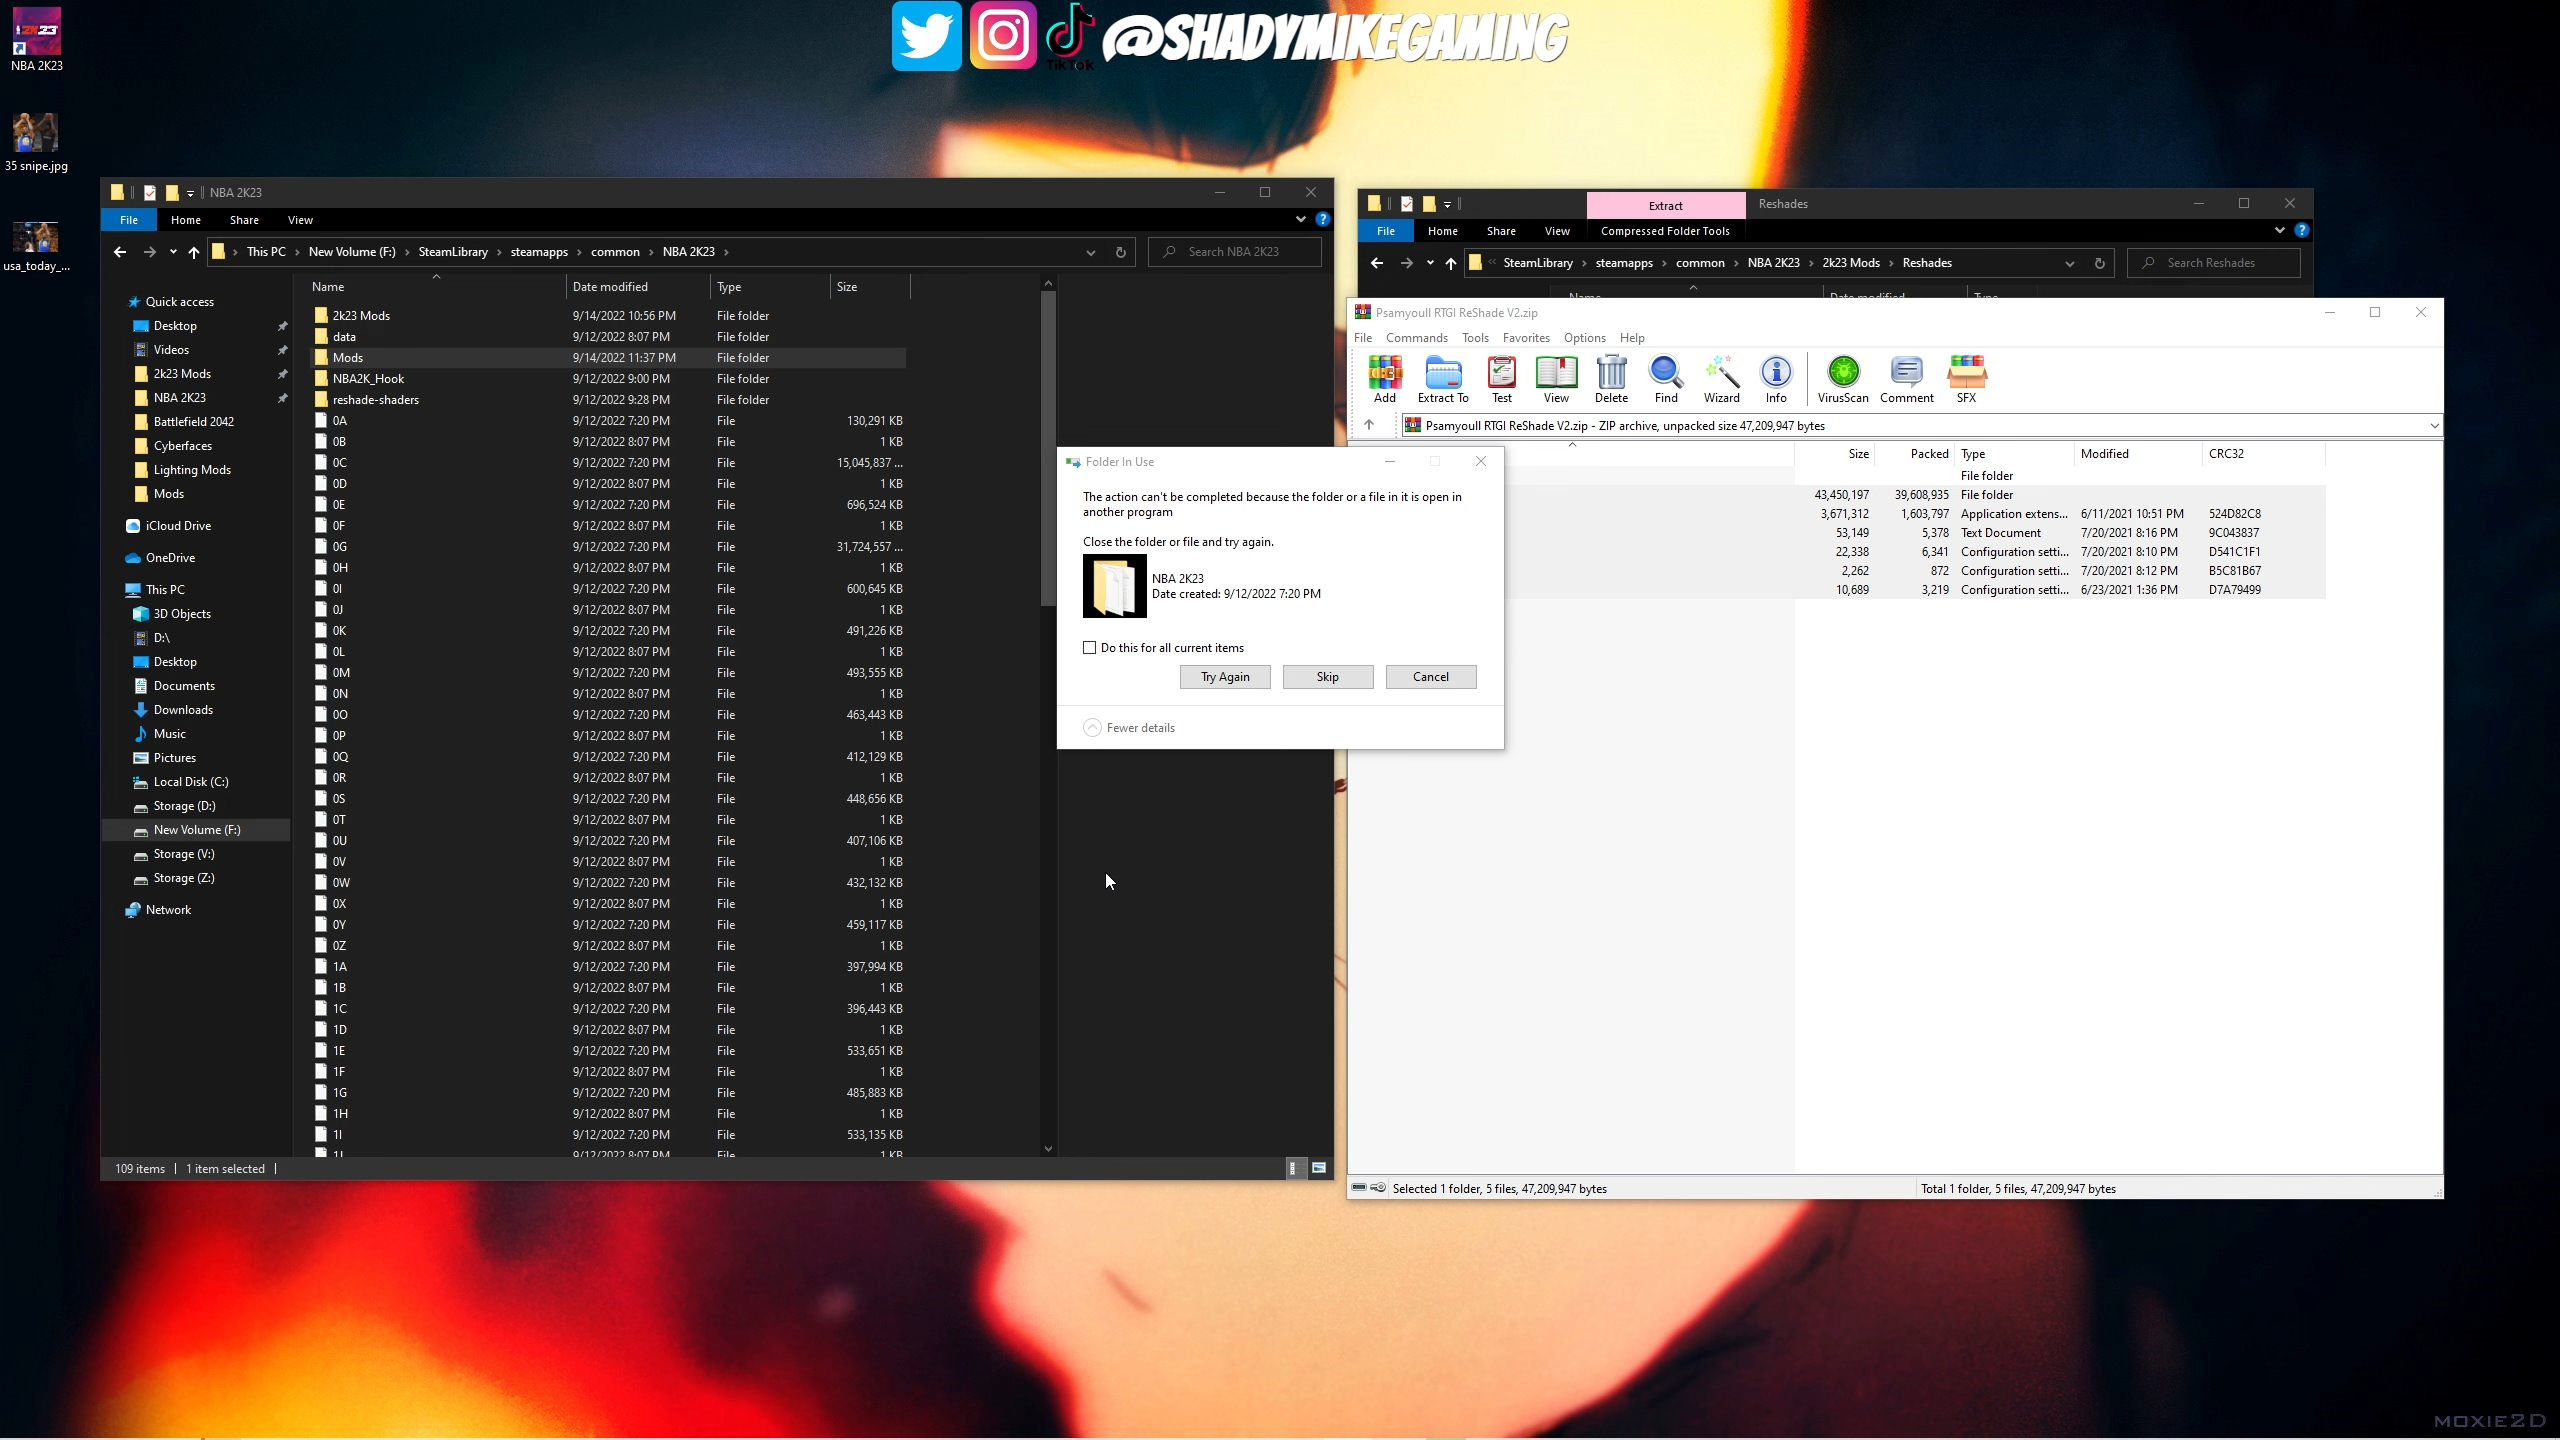 NBA 2K23
35 snipe.jpg
usa_today_...
TikTok
@SHADYMIKEGAMING
NBA 2K23
File Home Share View
This PC > New Volume (F:) > SteamLibrary > steamapps > common > NBA 2K23 >
Search NBA 2K23
Quick access
Desktop
Videos
2k23 Mods
NBA 2K23
Battlefield 2042
Cyberfaces
Lighting Mods
Mods
iCloud Drive
OneDrive
This PC
3D Objects
D:\
Desktop
Documents
Downloads
Music
Pictures
Local Disk (C:)
Storage (D:)
New Volume (F:)
Storage (V:)
Storage (Z:)
Network
Name Date modified Type Size
2k23 Mods 9/14/2022 10:56 PM File folder
data 9/12/2022 8:07 PM File folder
Mods 9/14/2022 11:37 PM File folder
NBA2K_Hook 9/12/2022 9:00 PM File folder
reshade-shaders 9/12/2022 9:28 PM File folder
0A 9/12/2022 7:20 PM File 130,291 KB
0B 9/12/2022 8:07 PM File 1 KB
0C 9/12/2022 7:20 PM File 15,045,837 ...
0D 9/12/2022 8:07 PM File 1 KB
0E 9/12/2022 7:20 PM File 696,524 KB
0F 9/12/2022 8:07 PM File 1 KB
0G 9/12/2022 7:20 PM File 31,724,557 ...
0H 9/12/2022 8:07 PM File 1 KB
0I 9/12/2022 7:20 PM File 600,645 KB
0J 9/12/2022 8:07 PM File 1 KB
0K 9/12/2022 7:20 PM File 491,226 KB
0L 9/12/2022 8:07 PM File 1 KB
0M 9/12/2022 7:20 PM File 493,555 KB
0N 9/12/2022 8:07 PM File 1 KB
0O 9/12/2022 7:20 PM File 463,443 KB
0P 9/12/2022 8:07 PM File 1 KB
0Q 9/12/2022 7:20 PM File 412,129 KB
0R 9/12/2022 8:07 PM File 1 KB
0S 9/12/2022 7:20 PM File 448,656 KB
0T 9/12/2022 8:07 PM File 1 KB
0U 9/12/2022 7:20 PM File 407,106 KB
0V 9/12/2022 8:07 PM File 1 KB
0W 9/12/2022 7:20 PM File 432,132 KB
0X 9/12/2022 8:07 PM File 1 KB
0Y 9/12/2022 7:20 PM File 459,117 KB
0Z 9/12/2022 8:07 PM File 1 KB
1A 9/12/2022 7:20 PM File 397,994 KB
1B 9/12/2022 8:07 PM File 1 KB
1C 9/12/2022 7:20 PM File 396,443 KB
1D 9/12/2022 8:07 PM File 1 KB
1E 9/12/2022 7:20 PM File 533,651 KB
1F 9/12/2022 8:07 PM File 1 KB
1G 9/12/2022 7:20 PM File 485,883 KB
1H 9/12/2022 8:07 PM File 1 KB
1I 9/12/2022 7:20 PM File 533,135 KB
1J 9/12/2022 8:07 PM File 1 KB
109 items 1 item selected
Extract Reshades
File Home Share View Compressed Folder Tools
« SteamLibrary > steamapps > common > NBA 2K23 > 2k23 Mods > Reshades
Search Reshades
Name Date modified Type
Psamyoull RTGI ReShade V2.zip
File Commands Tools Favorites Options Help
Add Extract To Test View Delete Find Wizard Info VirusScan Comment SFX
Psamyoull RTGI ReShade V2.zip - ZIP archive, unpacked size 47,209,947 bytes
Size Packed Type Modified CRC32
File folder
43,450,197 39,608,935 File folder
3,671,312 1,603,797 Application extens... 6/11/2021 10:51 PM 524D82C8
53,149 5,378 Text Document 7/20/2021 8:16 PM 9C043837
22,338 6,341 Configuration setti... 7/20/2021 8:10 PM D541C1F1
2,262 872 Configuration setti... 7/20/2021 8:12 PM B5C81B67
10,689 3,219 Configuration setti... 6/23/2021 1:36 PM D7A79499
Selected 1 folder, 5 files, 47,209,947 bytes
Total 1 folder, 5 files, 47,209,947 bytes
Folder In Use
The action can't be completed because the folder or a file in it is open in
another program
Close the folder or file and try again.
NBA 2K23
Date created: 9/12/2022 7:20 PM
Do this for all current items
Try Again Skip Cancel
Fewer details
MOXIE2D